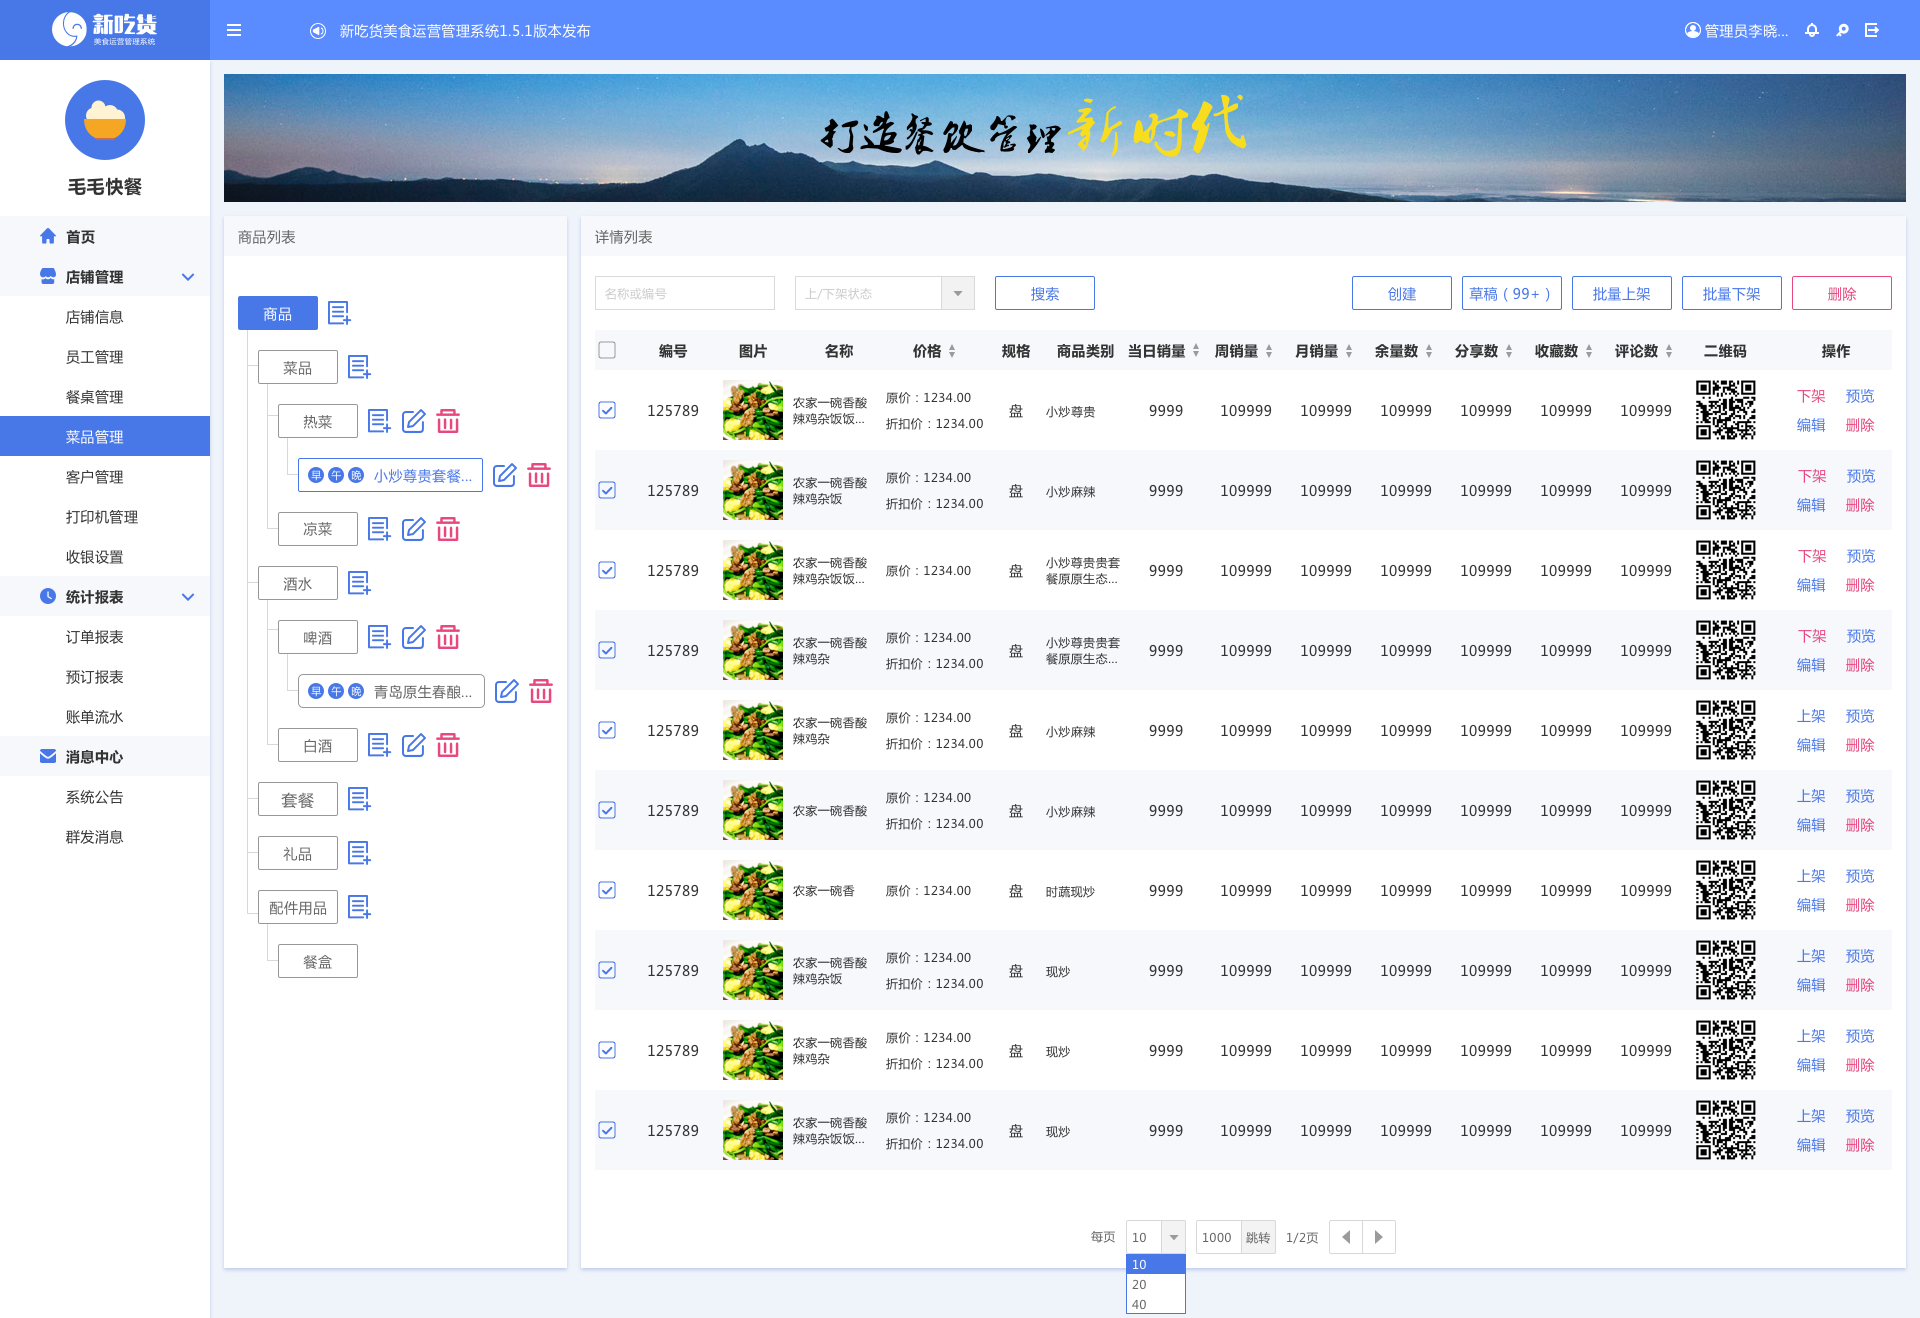 新吃货
美食运营管理系统
新吃货美食运营管理系统1.5.1版本发布
管理员李晓...
毛毛快餐
首页
店铺管理
店铺信息
员工管理
餐桌管理
菜品管理
客户管理
打印机管理
收银设置
统计报表
订单报表
预订报表
账单流水
消息中心
系统公告
群发消息
打造餐饮管理新时代
商品列表
商品
菜品
热菜
早 午 晚 小炒尊贵套餐...
凉菜
酒水
啤酒
早 午 晚 青岛原生春酿...
白酒
套餐
礼品
配件用品
餐盒
详情列表
名称或编号 上/下架状态 搜索 创建 草稿 ( 99+ ) 批量上架 批量下架 删除
编号 图片 名称 价格 规格 商品类别 当日销量 周销量 月销量 余量数 分享数 收藏数 评论数 二维码 操作
125789 农家一碗香酸辣鸡杂饭饭... 原价：1234.00 折扣价：1234.00 盘 小炒尊贵 9999 109999 109999 109999 109999 109999 109999 下架 预览 编辑 删除
125789 农家一碗香酸辣鸡杂饭 原价：1234.00 折扣价：1234.00 盘 小炒麻辣 9999 109999 109999 109999 109999 109999 109999 下架 预览 编辑 删除
125789 农家一碗香酸辣鸡杂饭饭... 原价：1234.00 盘 小炒尊贵贵套餐原原生态... 9999 109999 109999 109999 109999 109999 109999 下架 预览 编辑 删除
125789 农家一碗香酸辣鸡杂 原价：1234.00 折扣价：1234.00 盘 小炒尊贵贵套餐原原生态... 9999 109999 109999 109999 109999 109999 109999 下架 预览 编辑 删除
125789 农家一碗香酸辣鸡杂 原价：1234.00 折扣价：1234.00 盘 小炒麻辣 9999 109999 109999 109999 109999 109999 109999 上架 预览 编辑 删除
125789 农家一碗香酸 原价：1234.00 折扣价：1234.00 盘 小炒麻辣 9999 109999 109999 109999 109999 109999 109999 上架 预览 编辑 删除
125789 农家一碗香 原价：1234.00 盘 时蔬现炒 9999 109999 109999 109999 109999 109999 109999 上架 预览 编辑 删除
125789 农家一碗香酸辣鸡杂饭 原价：1234.00 折扣价：1234.00 盘 现炒 9999 109999 109999 109999 109999 109999 109999 上架 预览 编辑 删除
125789 农家一碗香酸辣鸡杂 原价：1234.00 折扣价：1234.00 盘 现炒 9999 109999 109999 109999 109999 109999 109999 上架 预览 编辑 删除
125789 农家一碗香酸辣鸡杂饭饭... 原价：1234.00 折扣价：1234.00 盘 现炒 9999 109999 109999 109999 109999 109999 109999 上架 预览 编辑 删除
每页 10 1000 跳转 1/2页
10
20
40